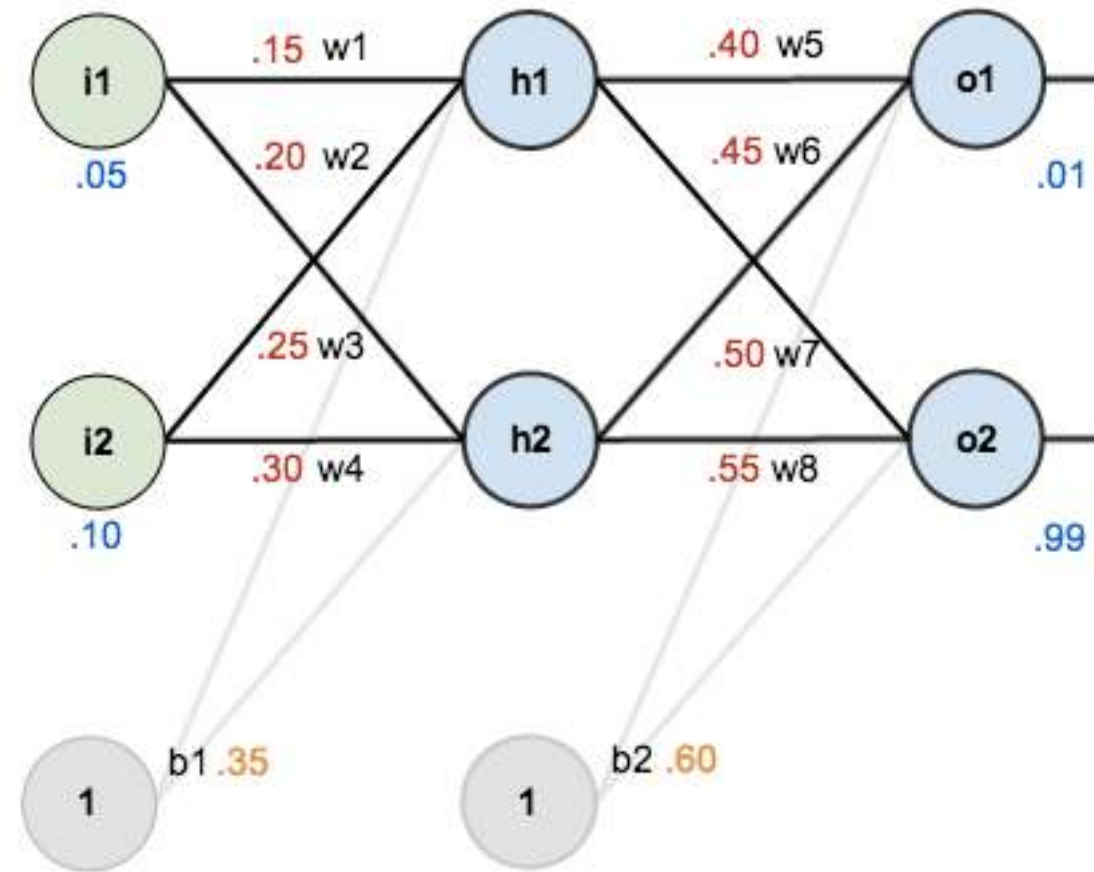 .15 w1
.40 w5
i1
h1
o1
.20 w2
.45 w6
.05
.01
.25 w3
.50 w7
i2
h2
o2
.30 w4
.55 w8
.10
.99
b1 .35
b2 .60
1
1